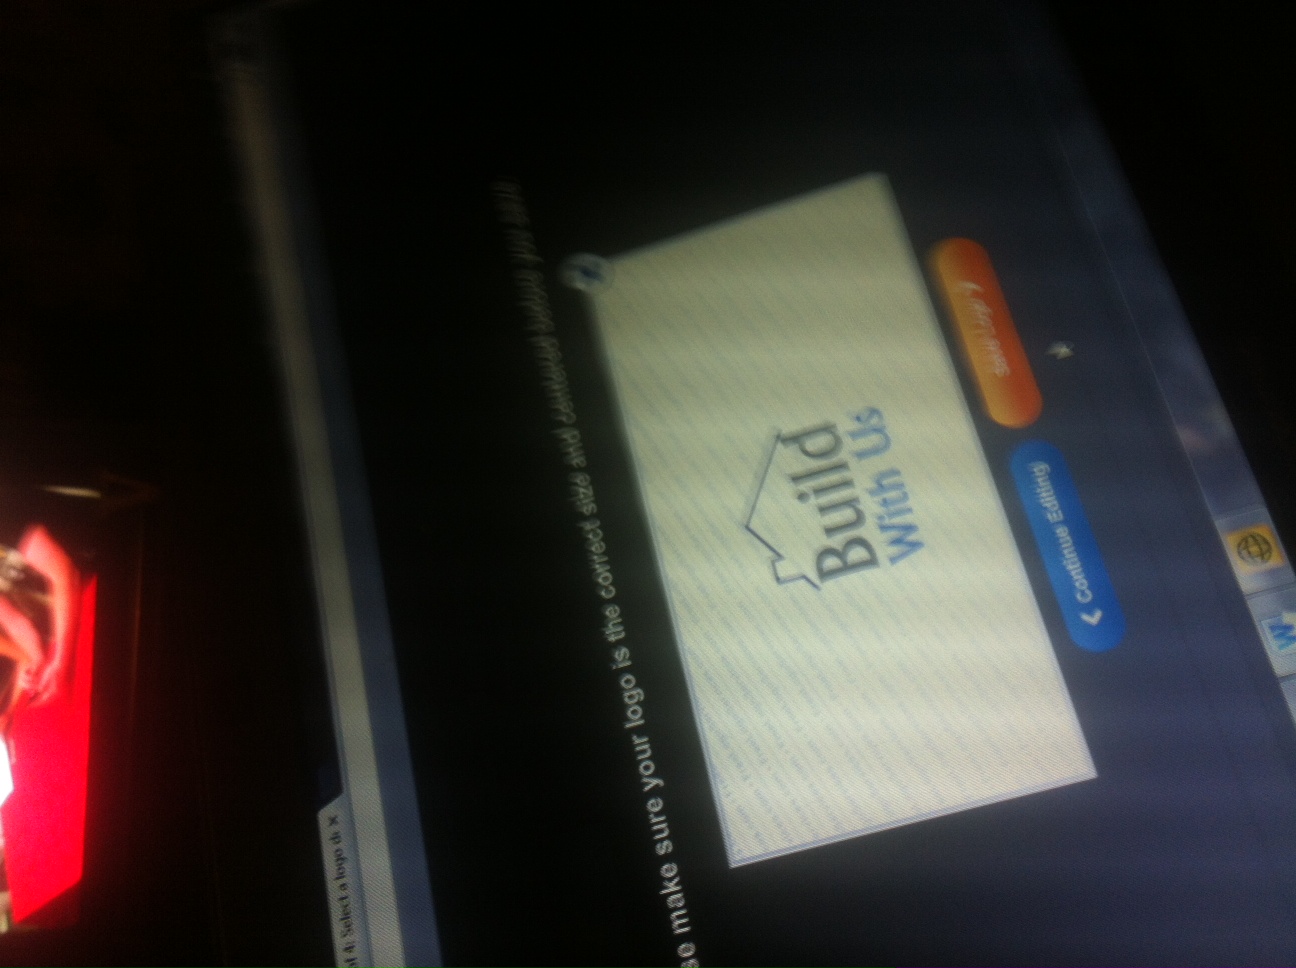 of 4: Select a logo de
se make sure your logo is the correct size and centered before you save
Build
With Us
Save Logo
Continue Editing
W